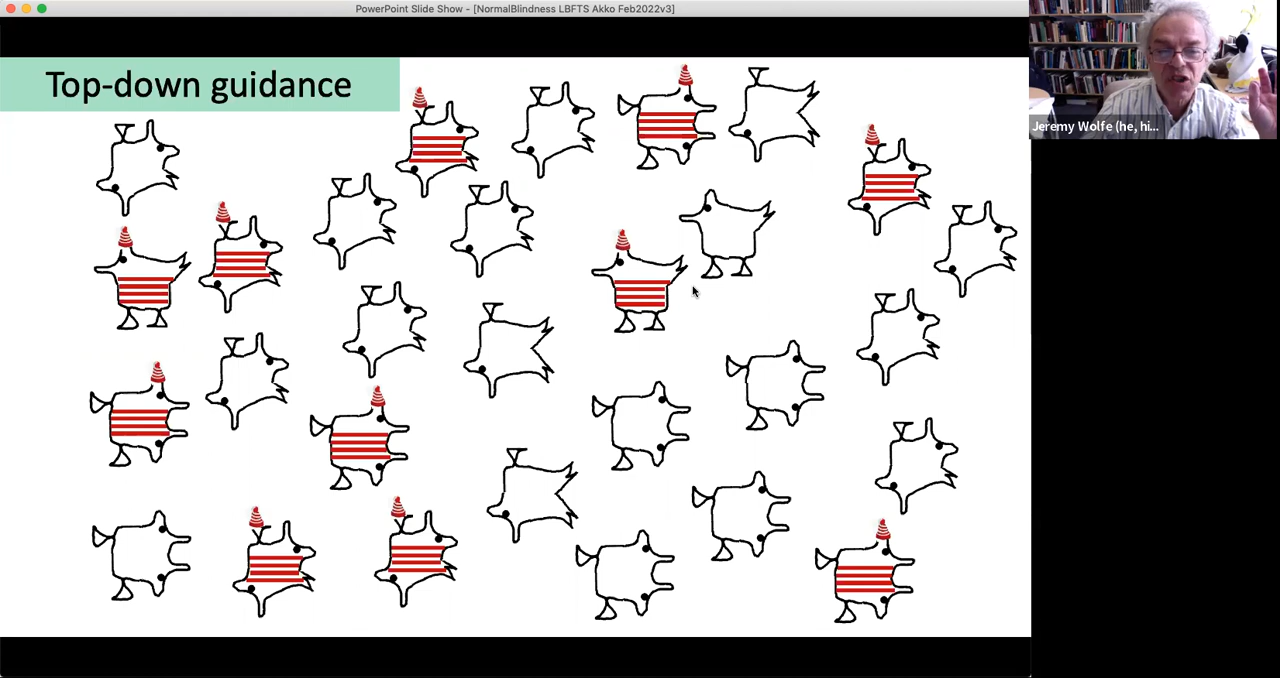 PowerPoint Slide Show - [NormalBlindness LBFTS Akko Feb2022v3]
Top-down guidance
Jeremy Wolfe (he, hi...